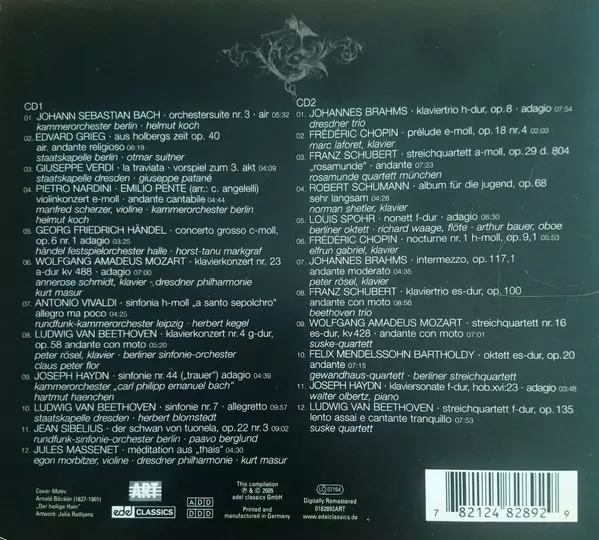 CD1
01. JOHANN SEBASTIAN BACH · orchestersuite nr. 3 · air 05:32
kammerorchester berlin · helmut koch
02. EDVARD GRIEG · aus holbergs zeit op. 40
air. andante religioso 06:19
staatskapelle berlin · otmar suitner
03. GIUSEPPE VERDI · la traviata · vorspiel zum 3. akt 04:09
staatskapelle dresden · giuseppe patané
04. PIETRO NARDINI · EMILIO PENTE (arr.: c. angelelli)
violinkonzert e-moll · andante cantabile 04:44
manfred scherzer, violine · kammerorchester berlin
helmut koch
05. GEORG FRIEDRICH HÄNDEL · concerto grosso c-moll,
op. 6 nr. 1 adagio 03:25
händel festspielorchester halle · horst-tanu markgraf
06. WOLFGANG AMADEUS MOZART · klavierkonzert nr. 23
a-dur kv 488 · adagio 07:00
annerose schmidt, klavier · dresdner philharmonie
kurt masur
07. ANTONIO VIVALDI · sinfonia h-moll „a santo sepolchro"
allegro ma poco 04:25
rundfunk-kammerorchester leipzig · herbert kegel
08. LUDWIG VAN BEETHOVEN · klavierkonzert nr. 4 g-dur,
op. 58 andante con moto 05:20
peter rösel, klavier · berliner sinfonie-orchester
claus peter flor
09. JOSEPH HAYDN · sinfonie nr. 44 („trauer") adagio 04:39
kammerorchester „carl philipp emanuel bach"
hartmut haenchen
10. LUDWIG VAN BEETHOVEN · sinfonie nr. 7 · allegretto 09:57
staatskapelle dresden · herbert blomstedt
11. JEAN SIBELIUS · der schwan von tuonela, op. 22 nr. 3 09:02
rundfunk-sinfonie-orchester berlin · paavo berglund
12. JULES MASSENET · méditation aus „thais" 04:30
egon morbitzer, violine · dresdner philharmonie · kurt masur
CD2
01. JOHANNES BRAHMS · klaviertrio h-dur, op. 8 · adagio 07:54
dresdner trio
02. FRÉDÉRIC CHOPIN · prélude e-moll, op. 18 nr. 4 02:03
marc laforet, klavier
03. FRANZ SCHUBERT · streichquartett a-moll, op. 29 d. 804
„rosamunde" · andante 07:23
rosamunde quartett münchen
04. ROBERT SCHUMANN · album für die jugend, op. 68
sehr langsam 04:28
norman shetler, klavier
05. LOUIS SPOHR · nonett f-dur · adagio 08:30
berliner oktett · richard waage, flöte · arthur bauer, oboe
06. FRÉDÉRIC CHOPIN · nocturne nr. 1 h-moll, op. 9,1 05:53
elfrun gabriel, klavier
07. JOHANNES BRAHMS · intermezzo, op. 117,1
andante moderato 04:35
peter rösel, klavier
08. FRANZ SCHUBERT · klaviertrio es-dur, op. 100
andante con moto 08:56
beethoven trio
09. WOLFGANG AMADEUS MOZART · streichquartett nr. 16
es-dur, kv 428 · andante con moto 07:01
suske-quartett
10. FELIX MENDELSSOHN BARTHOLDY · oktett es-dur, op. 20
andante 07:15
gewandhaus-quartett · berliner streichquartett
11. JOSEPH HAYDN · klaviersonate f-dur, hob.xvi:23 · adagio 03:48
walter olbertz, piano
12. LUDWIG VAN BEETHOVEN · streichquartett f-dur, op. 135
lento assai e cantante tranquillo 07:53
suske quartett
Cover-Motiv:
Arnold Böcklin (1827-1901)
„Der heilige Hain"
Artwork: Julia Rethjens
ART
edel CLASSICS
ADD
DDD
This compilation
℗ & © 2005
edel classics GmbH
Printed and
manufactured in Germany
LC 07164
Digitally Remastered
0182892ART
www.edelclassics.com
7 82124 82892 9